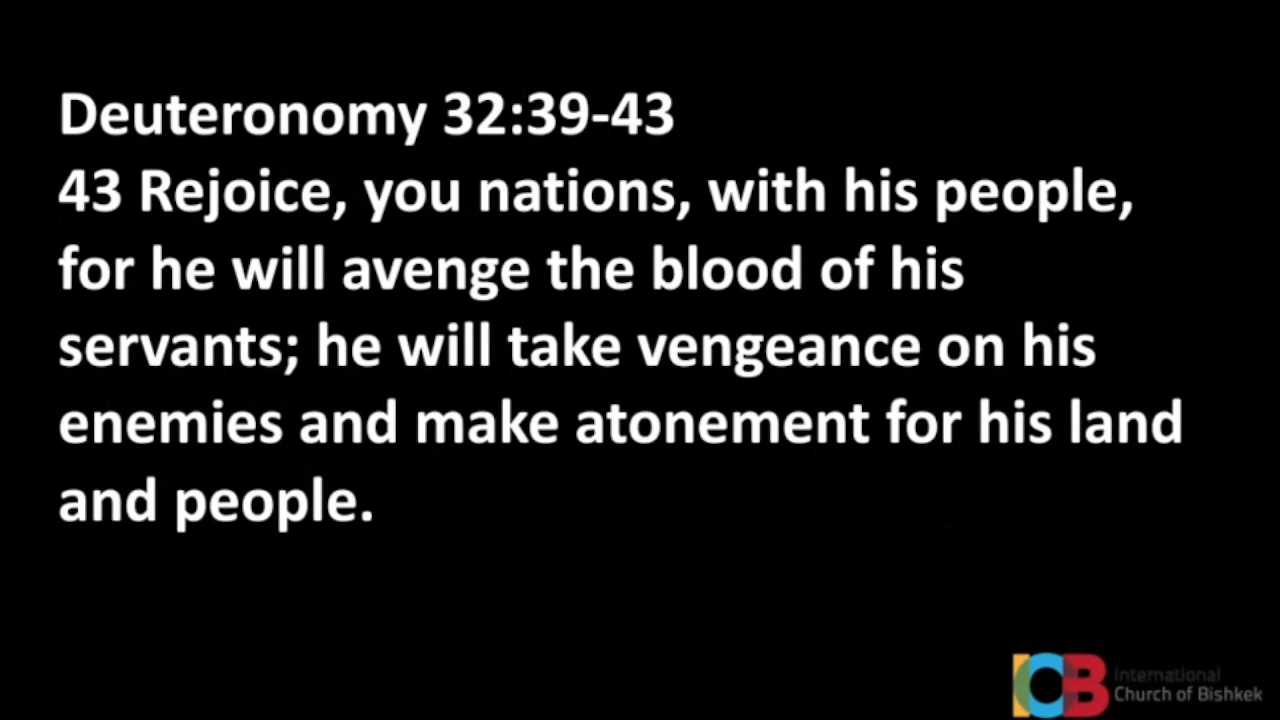 Deuteronomy 32:39-43
43 Rejoice, you nations, with his people,
for he will avenge the blood of his
servants; he will take vengeance on his
enemies and make atonement for his land
and people.
ICB
International
Church of Bishkek